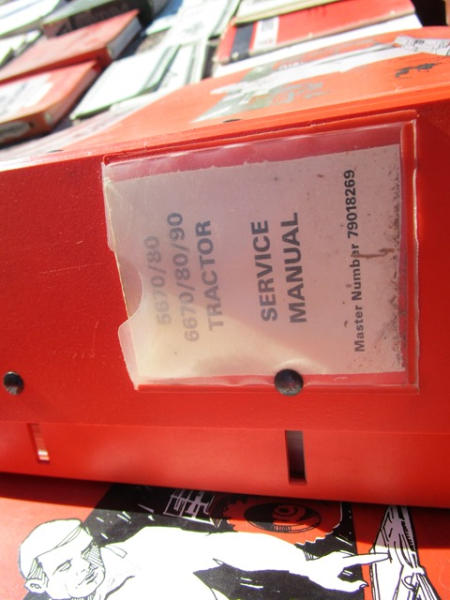 5670/80
6670/80/90
TRACTOR
SERVICE
MANUAL
Master Number 79018269